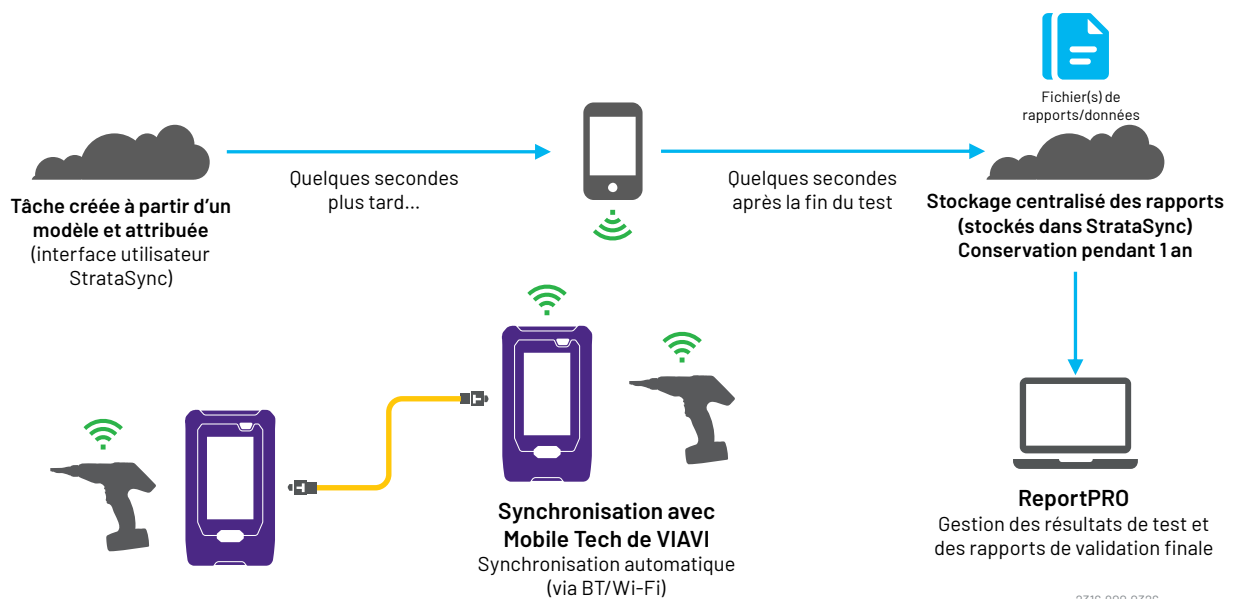 Fichier(s) de
rapports/données
Quelques secondes
plus tard...
Quelques secondes
après la fin du test
Tâche créée à partir d'un
modèle et attribuée
(interface utilisateur
StrataSync)
Stockage centralisé des rapports
(stockés dans StrataSync)
Conservation pendant 1 an
Synchronisation avec
Mobile Tech de VIAVI
Synchronisation automatique
(via BT/Wi-Fi)
ReportPRO
Gestion des résultats de test et
des rapports de validation finale